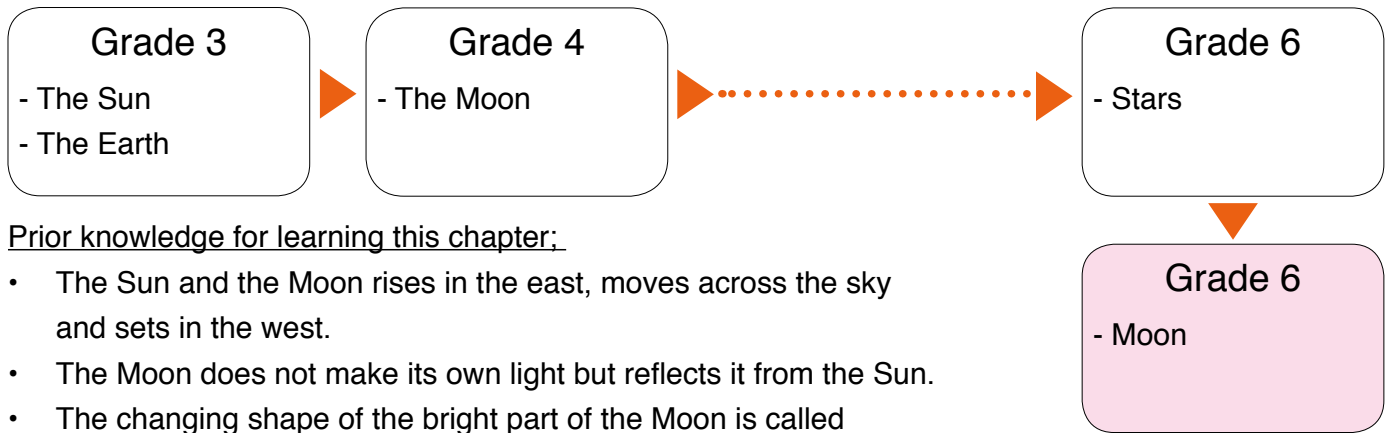 Grade 3
- The Sun
- The Earth
Grade 4
- The Moon
Grade 6
- Stars
Prior knowledge for learning this chapter;
• The Sun and the Moon rises in the east, moves across the sky
and sets in the west.
• The Moon does not make its own light but reflects it from the Sun.
• The changing shape of the bright part of the Moon is called
Grade 6
- Moon